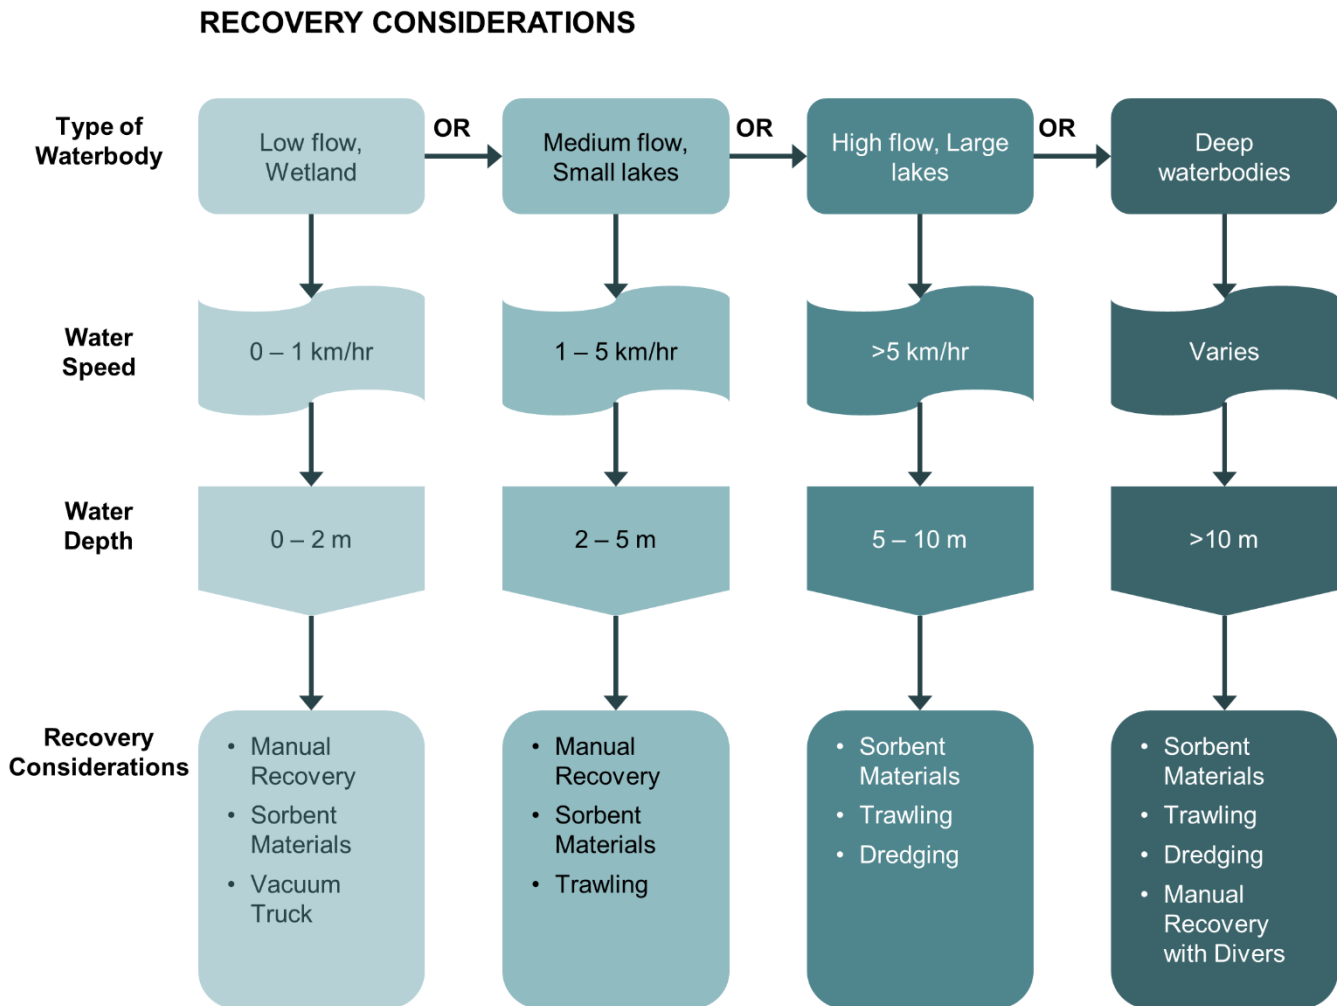 RECOVERY CONSIDERATIONS
Type of
Waterbody
Low flow,
Wetland
OR
Medium flow,
Small lakes
OR
High flow, Large
lakes
OR
Deep
waterbodies
Water
Speed
0 – 1 km/hr
1 – 5 km/hr
>5 km/hr
Varies
Water
Depth
0 – 2 m
2 – 5 m
5 – 10 m
>10 m
Recovery
Considerations
• Manual
Recovery
• Sorbent
Materials
• Vacuum
Truck
• Manual
Recovery
• Sorbent
Materials
• Trawling
• Sorbent
Materials
• Trawling
• Dredging
• Sorbent
Materials
• Trawling
• Dredging
• Manual
Recovery
with Divers